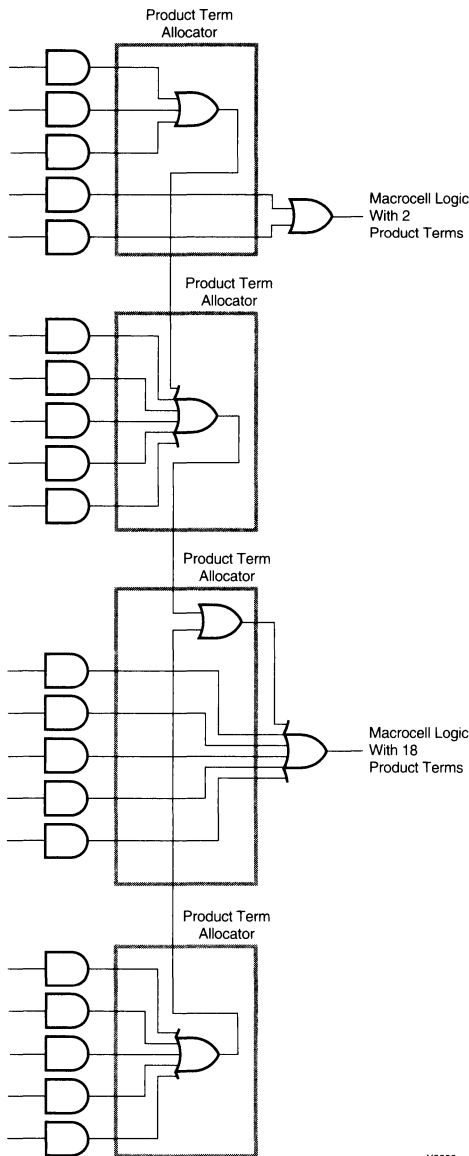 Product Term
Allocator
Macrocell Logic
With 2
Product Terms
Product Term
Allocator
Product Term
Allocator
Macrocell Logic
With 18
Product Terms
Product Term
Allocator